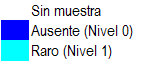 Sin muestra
Ausente (Nivel 0)
Raro (Nivel 1)